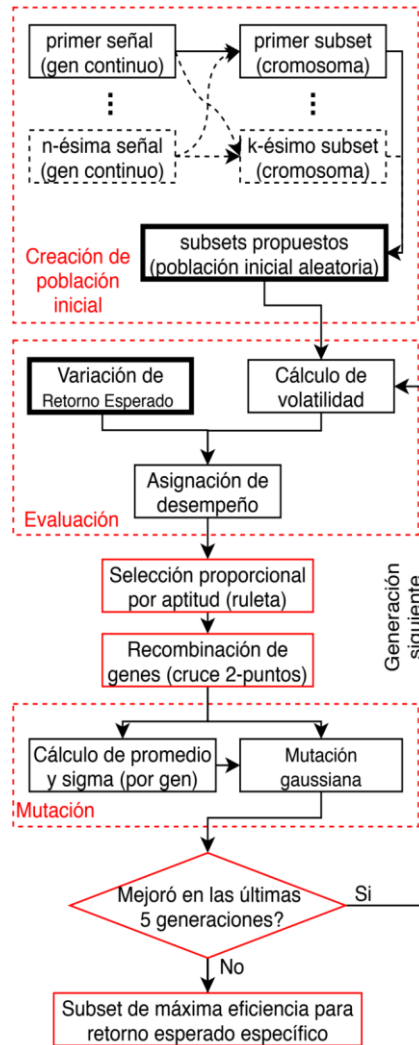 primer señal
(gen continuo)
primer subset
(cromosoma)
n-ésima señal
(gen continuo)
k-ésimo subset
(cromosoma)
subsets propuestos
(población inicial aleatoria)
Creación de
población
inicial
Variación de
Retorno Esperado
Cálculo de
volatilidad
Asignación de
desempeño
Evaluación
Selección proporcional
por aptitud (ruleta)
Generación
siguiente
Recombinación de
genes (cruce 2-puntos)
Cálculo de promedio
y sigma (por gen)
Mutación
gaussiana
Mutación
Mejoró en las últimas
5 generaciones?
Si
No
Subset de máxima eficiencia para
retorno esperado específico